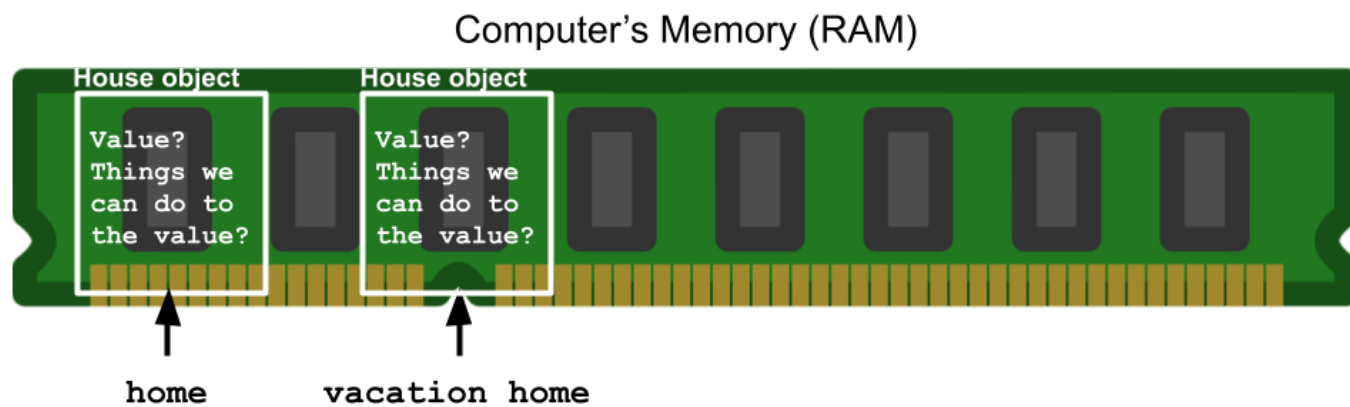 Computer’s Memory (RAM)
House object
Value?
Things we
can do to
the value?
House object
Value?
Things we
can do to
the value?
home
vacation home